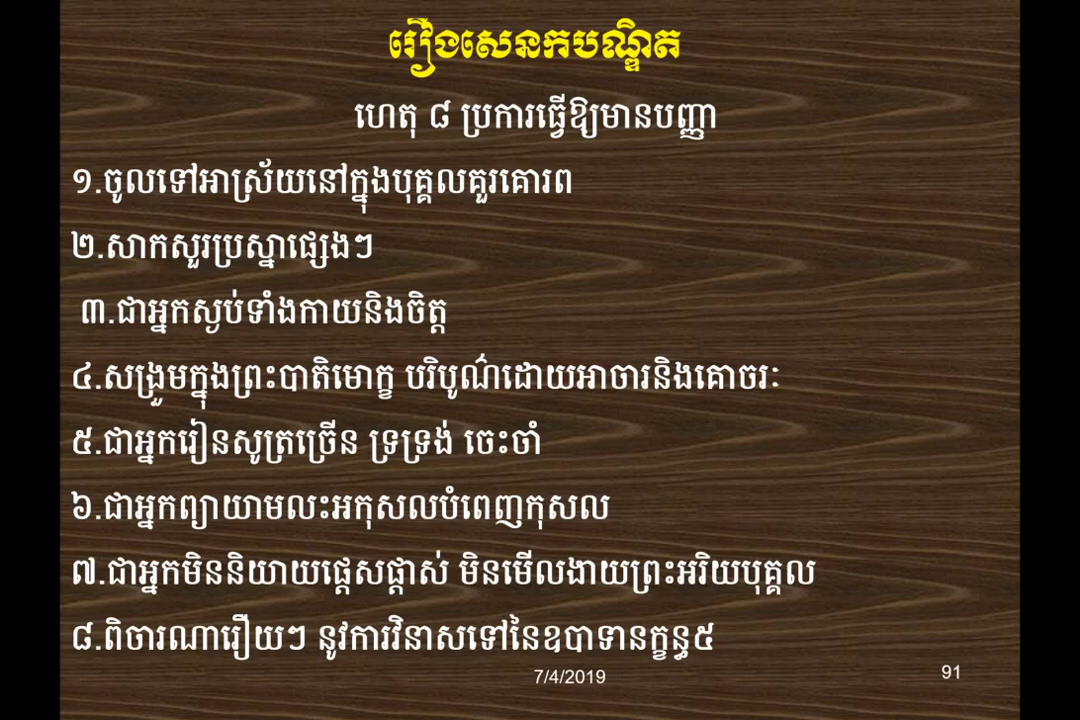 រឿងសេនកបណ្ឌិត
ហេតុ ៨ ប្រការធ្វើឱ្យមានបញ្ញា
១.ចូលទៅអាស្រ័យនៅក្នុងបុគ្គលគួរគោរព
២.សាកសួរប្រស្នាផ្សេងៗ
៣.ជាអ្នកស្ងប់ទាំងកាយនិងចិត្ត
៤.សង្រួមក្នុងព្រះបាតិមោក្ខ បរិបូណ៌ដោយអាចារនិងគោចរៈ
៥.ជាអ្នករៀនសូត្រច្រើន ទ្រទ្រង់ ចេះចាំ
៦.ជាអ្នកព្យាយាមលះអកុសលបំពេញកុសល
៧.ជាអ្នកមិននិយាយផ្តេសផ្តាស់ មិនមើលងាយព្រះអរិយបុគ្គល
៨.ពិចារណារឿយៗ នូវការវិនាសទៅនៃឧបាទានក្ខន្ធ៥
7/4/2019
91